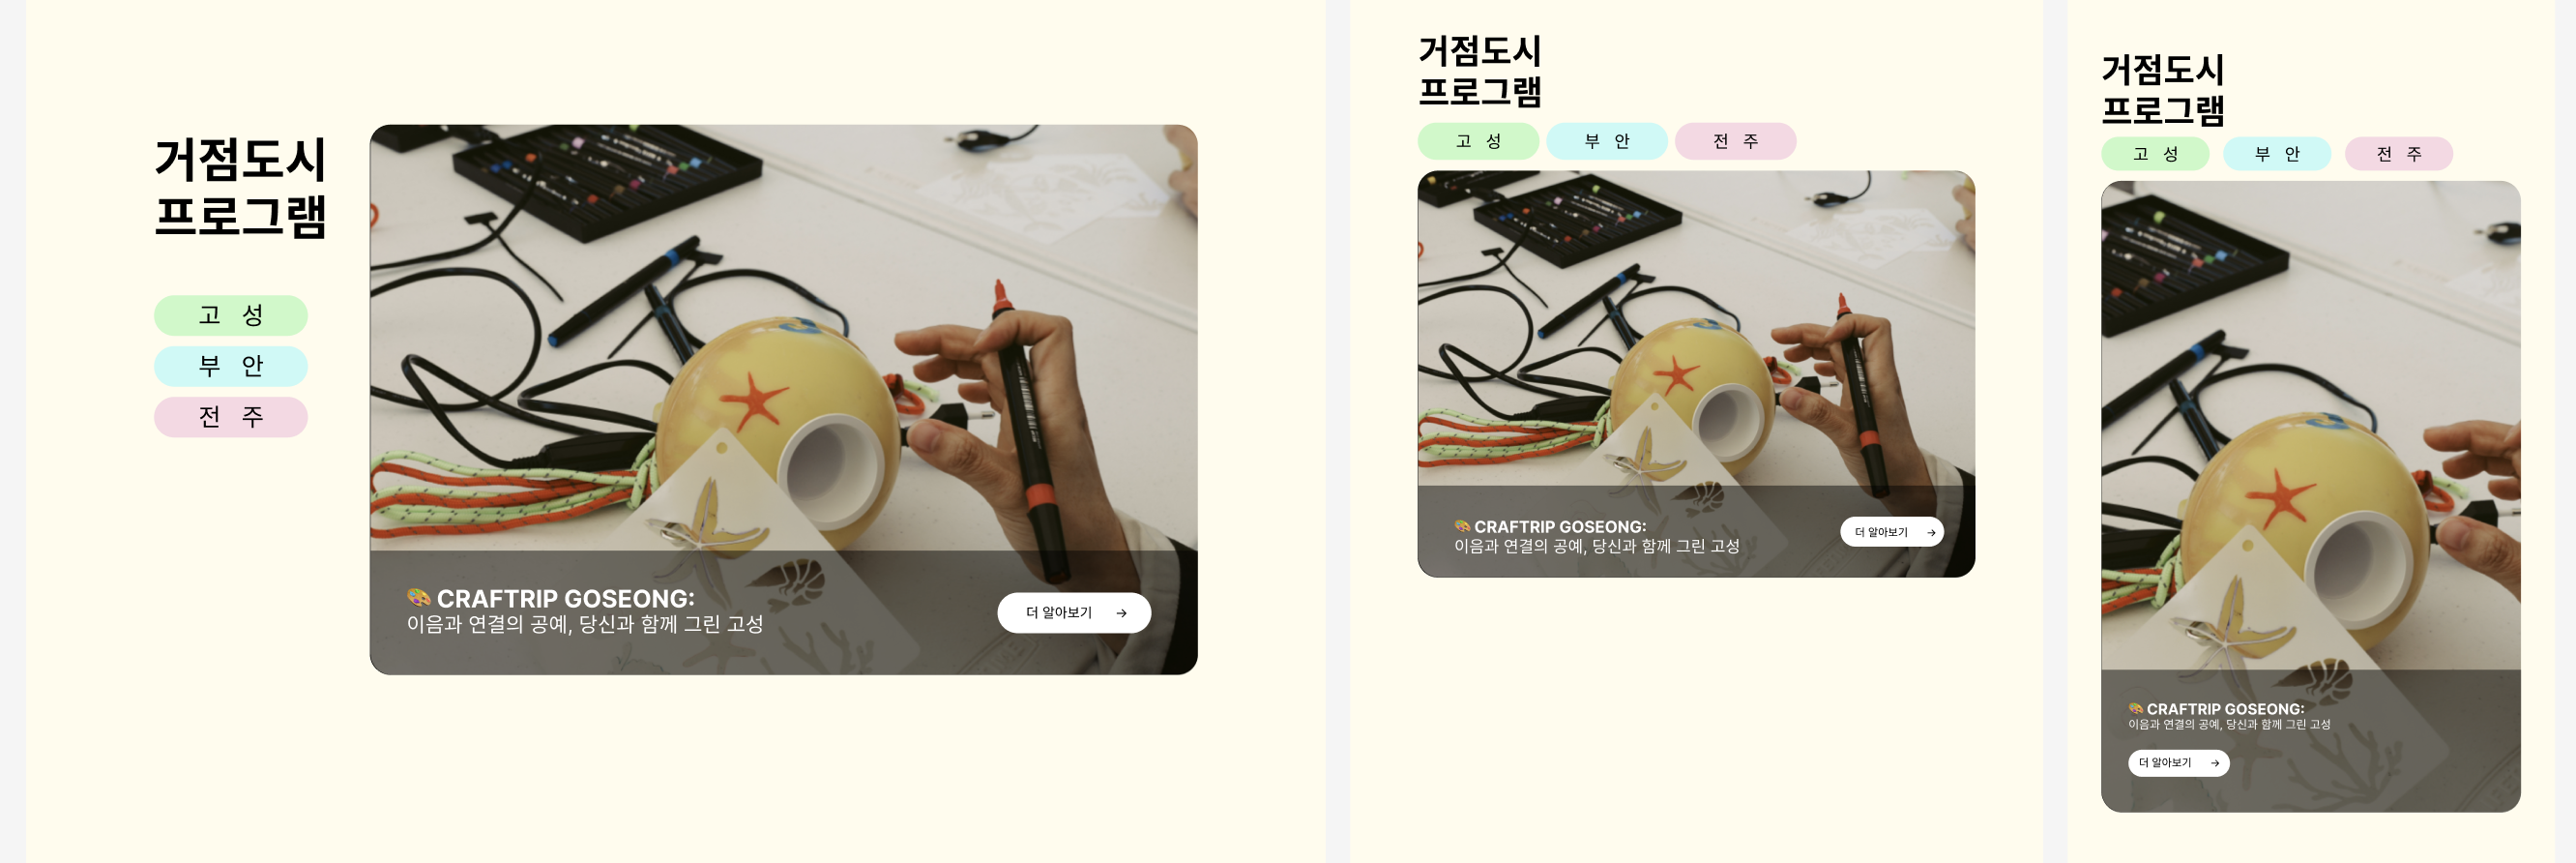 거점도시
프로그램
고 성
부 안
전 주
🎨 CRAFTRIP GOSEONG:
이음과 연결의 공예, 당신과 함께 그린 고성
더 알아보기 →
거점도시
프로그램
고 성
부 안
전 주
🎨 CRAFTRIP GOSEONG:
이음과 연결의 공예, 당신과 함께 그린 고성
더 알아보기 →
거점도시
프로그램
고 성
부 안
전 주
🎨 CRAFTRIP GOSEONG:
이음과 연결의 공예, 당신과 함께 그린 고성
더 알아보기 →